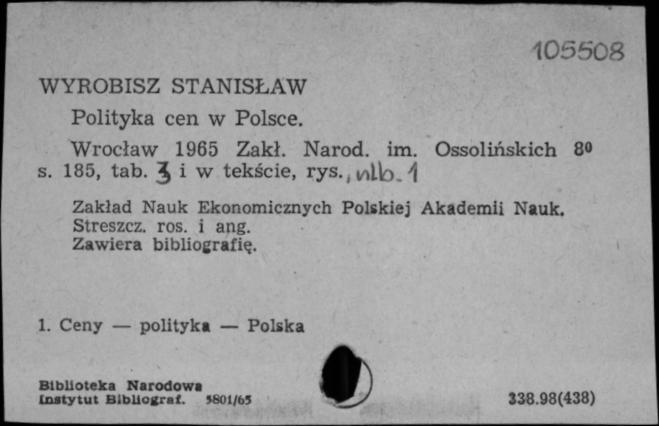 105508
WYROBISZ STANISŁAW
Polityka cen w Polsce.
Wrocław 1965 Zakł. Narod. im. Ossolińskich 8⁰
s. 185, tab. 3 i w tekście, rys., nlb. 1
Zakład Nauk Ekonomicznych Polskiej Akademii Nauk.
Streszcz. ros. i ang.
Zawiera bibliografię.
1. Ceny — polityka — Polska
Biblioteka Narodowa
Instytut Bibliograf. 5801/65
338.98(438)